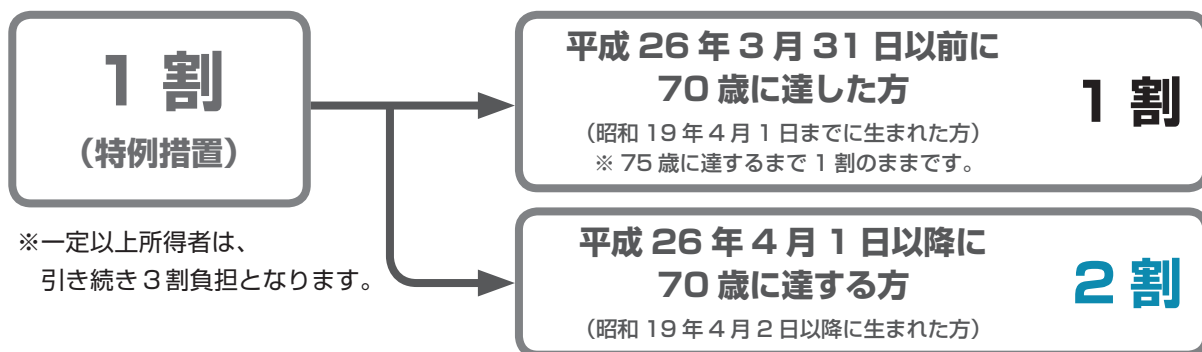 1 割
（特例措置）
※一定以上所得者は、
引き続き3割負担となります。
平成 26 年 3 月 31 日以前に
70 歳に達した方
（昭和 19 年 4 月 1 日までに生まれた方）
※ 75 歳に達するまで 1 割のままです。
1 割
平成 26 年 4 月 1 日以降に
70 歳に達する方
（昭和 19 年 4 月 2 日以降に生まれた方）
2 割